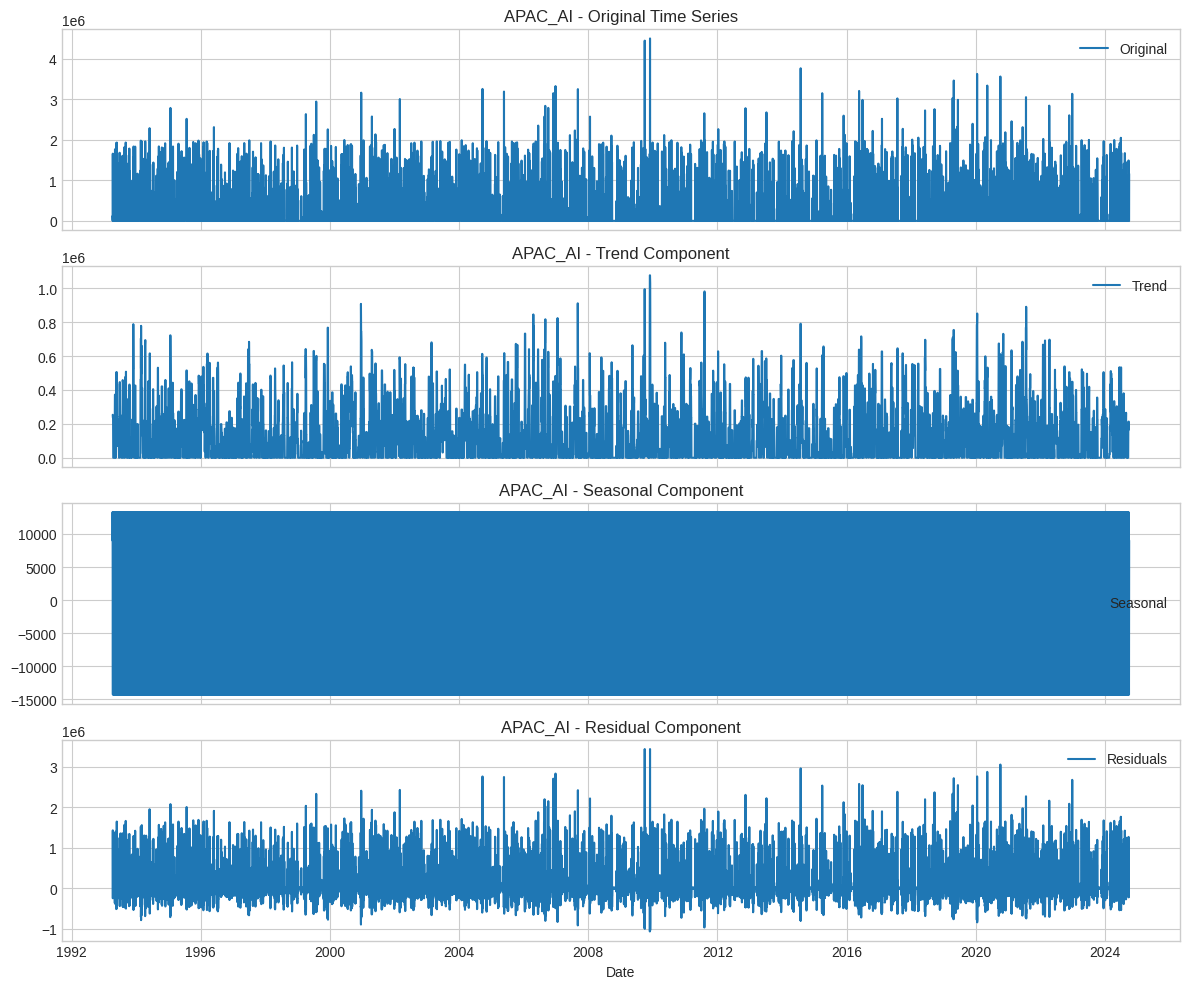 APAC_AI - Original Time Series
1e6
Original
4
3
2
1
0
APAC_AI - Trend Component
1e6
Trend
1.0
0.8
0.6
0.4
0.2
0.0
APAC_AI - Seasonal Component
10000
5000
0
Seasonal
−5000
−10000
−15000
APAC_AI - Residual Component
1e6
Residuals
3
2
1
0
−1
1992 1996 2000 2004 2008 2012 2016 2020 2024
Date